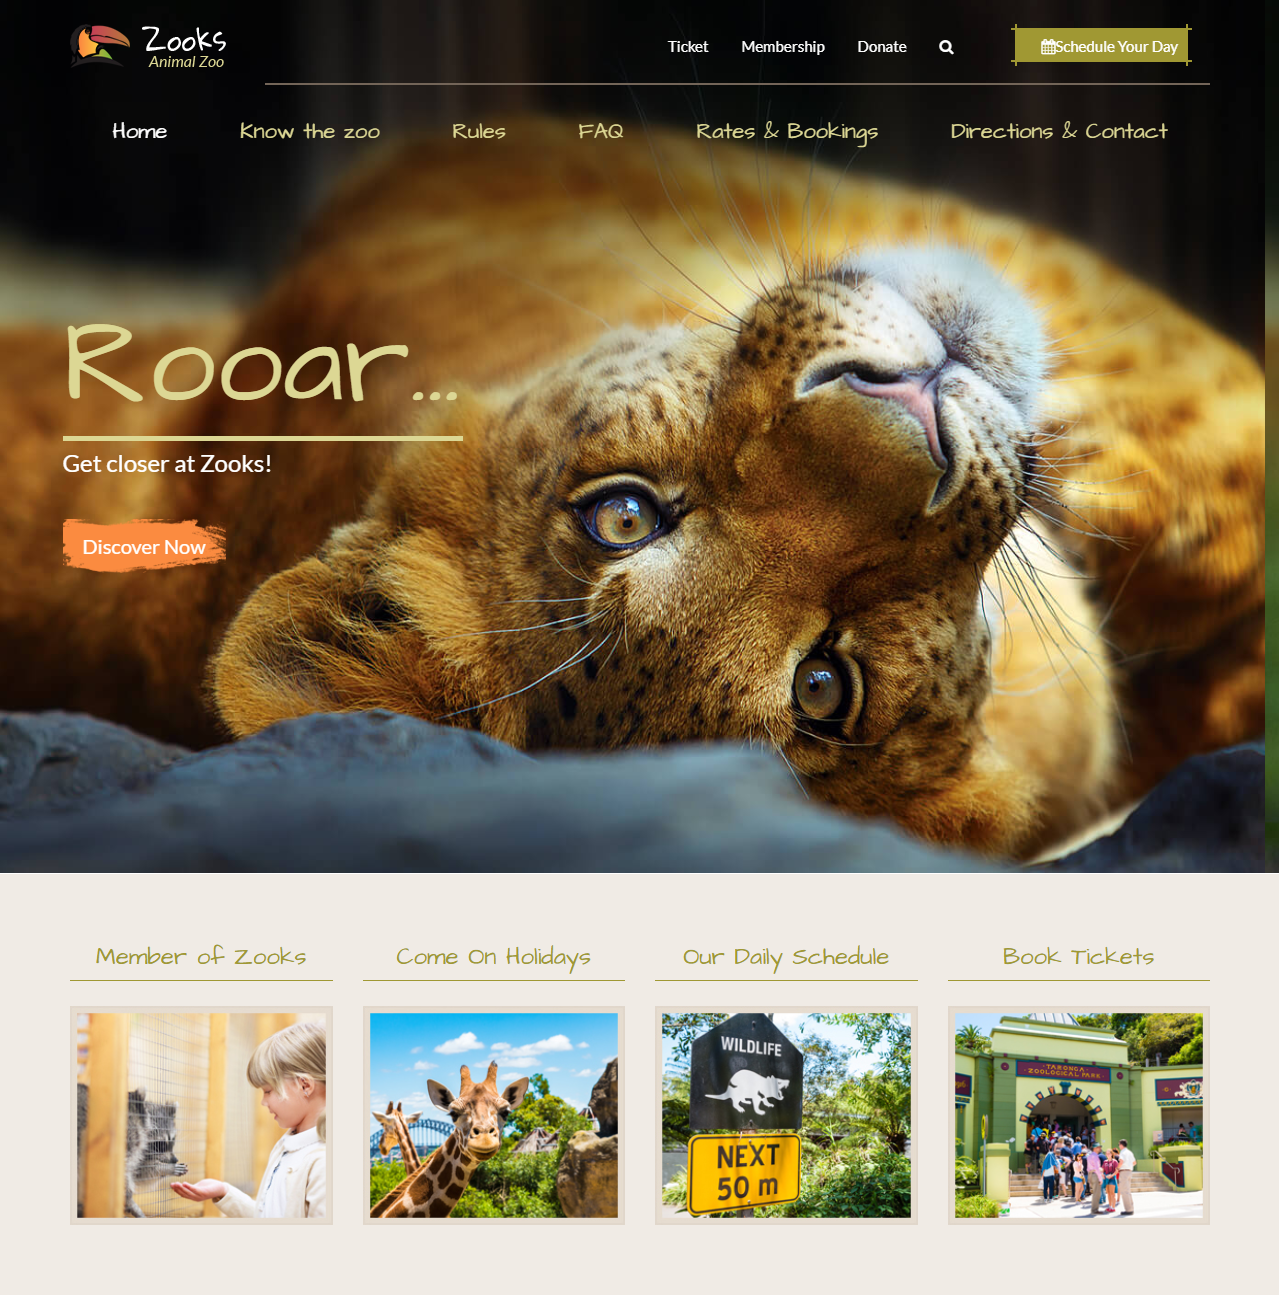 Zooks
Animal Zoo
Ticket Membership Donate Schedule Your Day
Home Know the zoo Rules FAQ Rates & Bookings Directions & Contact
Rooar...
Get closer at Zooks!
Discover Now
Member of Zooks Come On Holidays Our Daily Schedule Book Tickets
WILDLIFE
NEXT
50 m
TARONGA
ZOOLOGICAL PARK